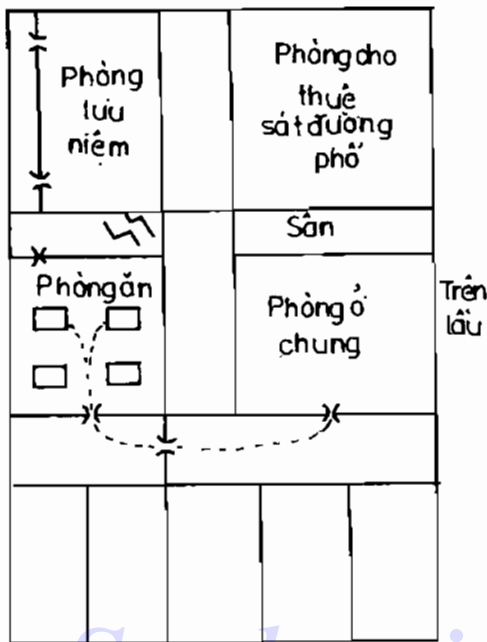 Phòng
lưu
niệm
Phòng cho
thuê
sát đường
phố
Sân
Phòng ăn
Phòng ở
chung
Trên
lầu